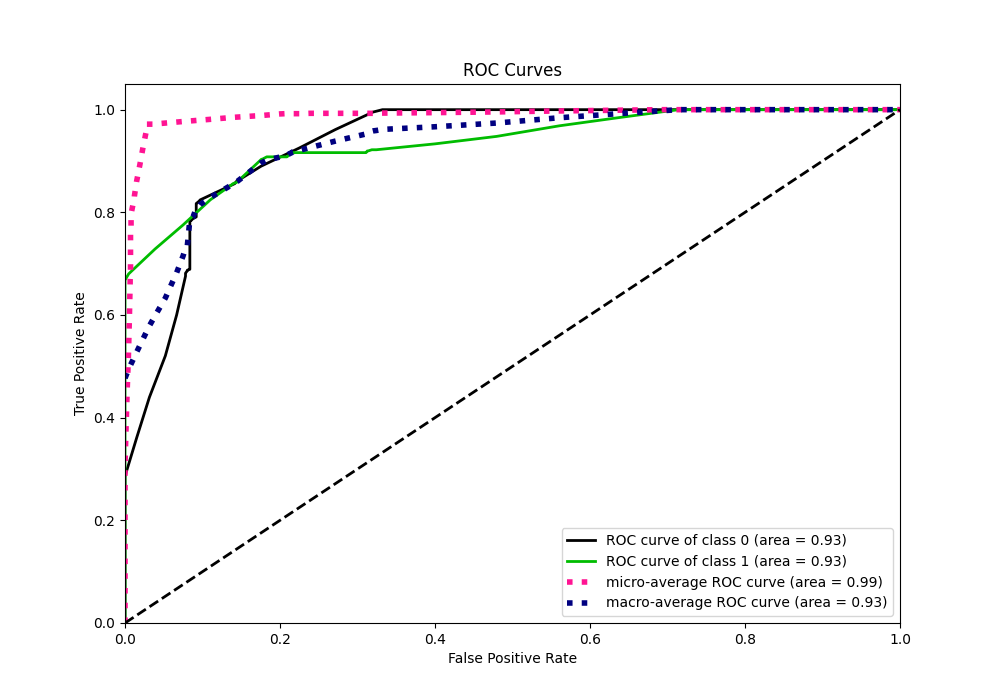 ROC Curves
True Positive Rate
1.0
0.8
0.6
0.4
0.2
0.0
0.0 0.2 0.4 0.6 0.8 1.0
False Positive Rate
ROC curve of class 0 (area = 0.93)
ROC curve of class 1 (area = 0.93)
micro-average ROC curve (area = 0.99)
macro-average ROC curve (area = 0.93)